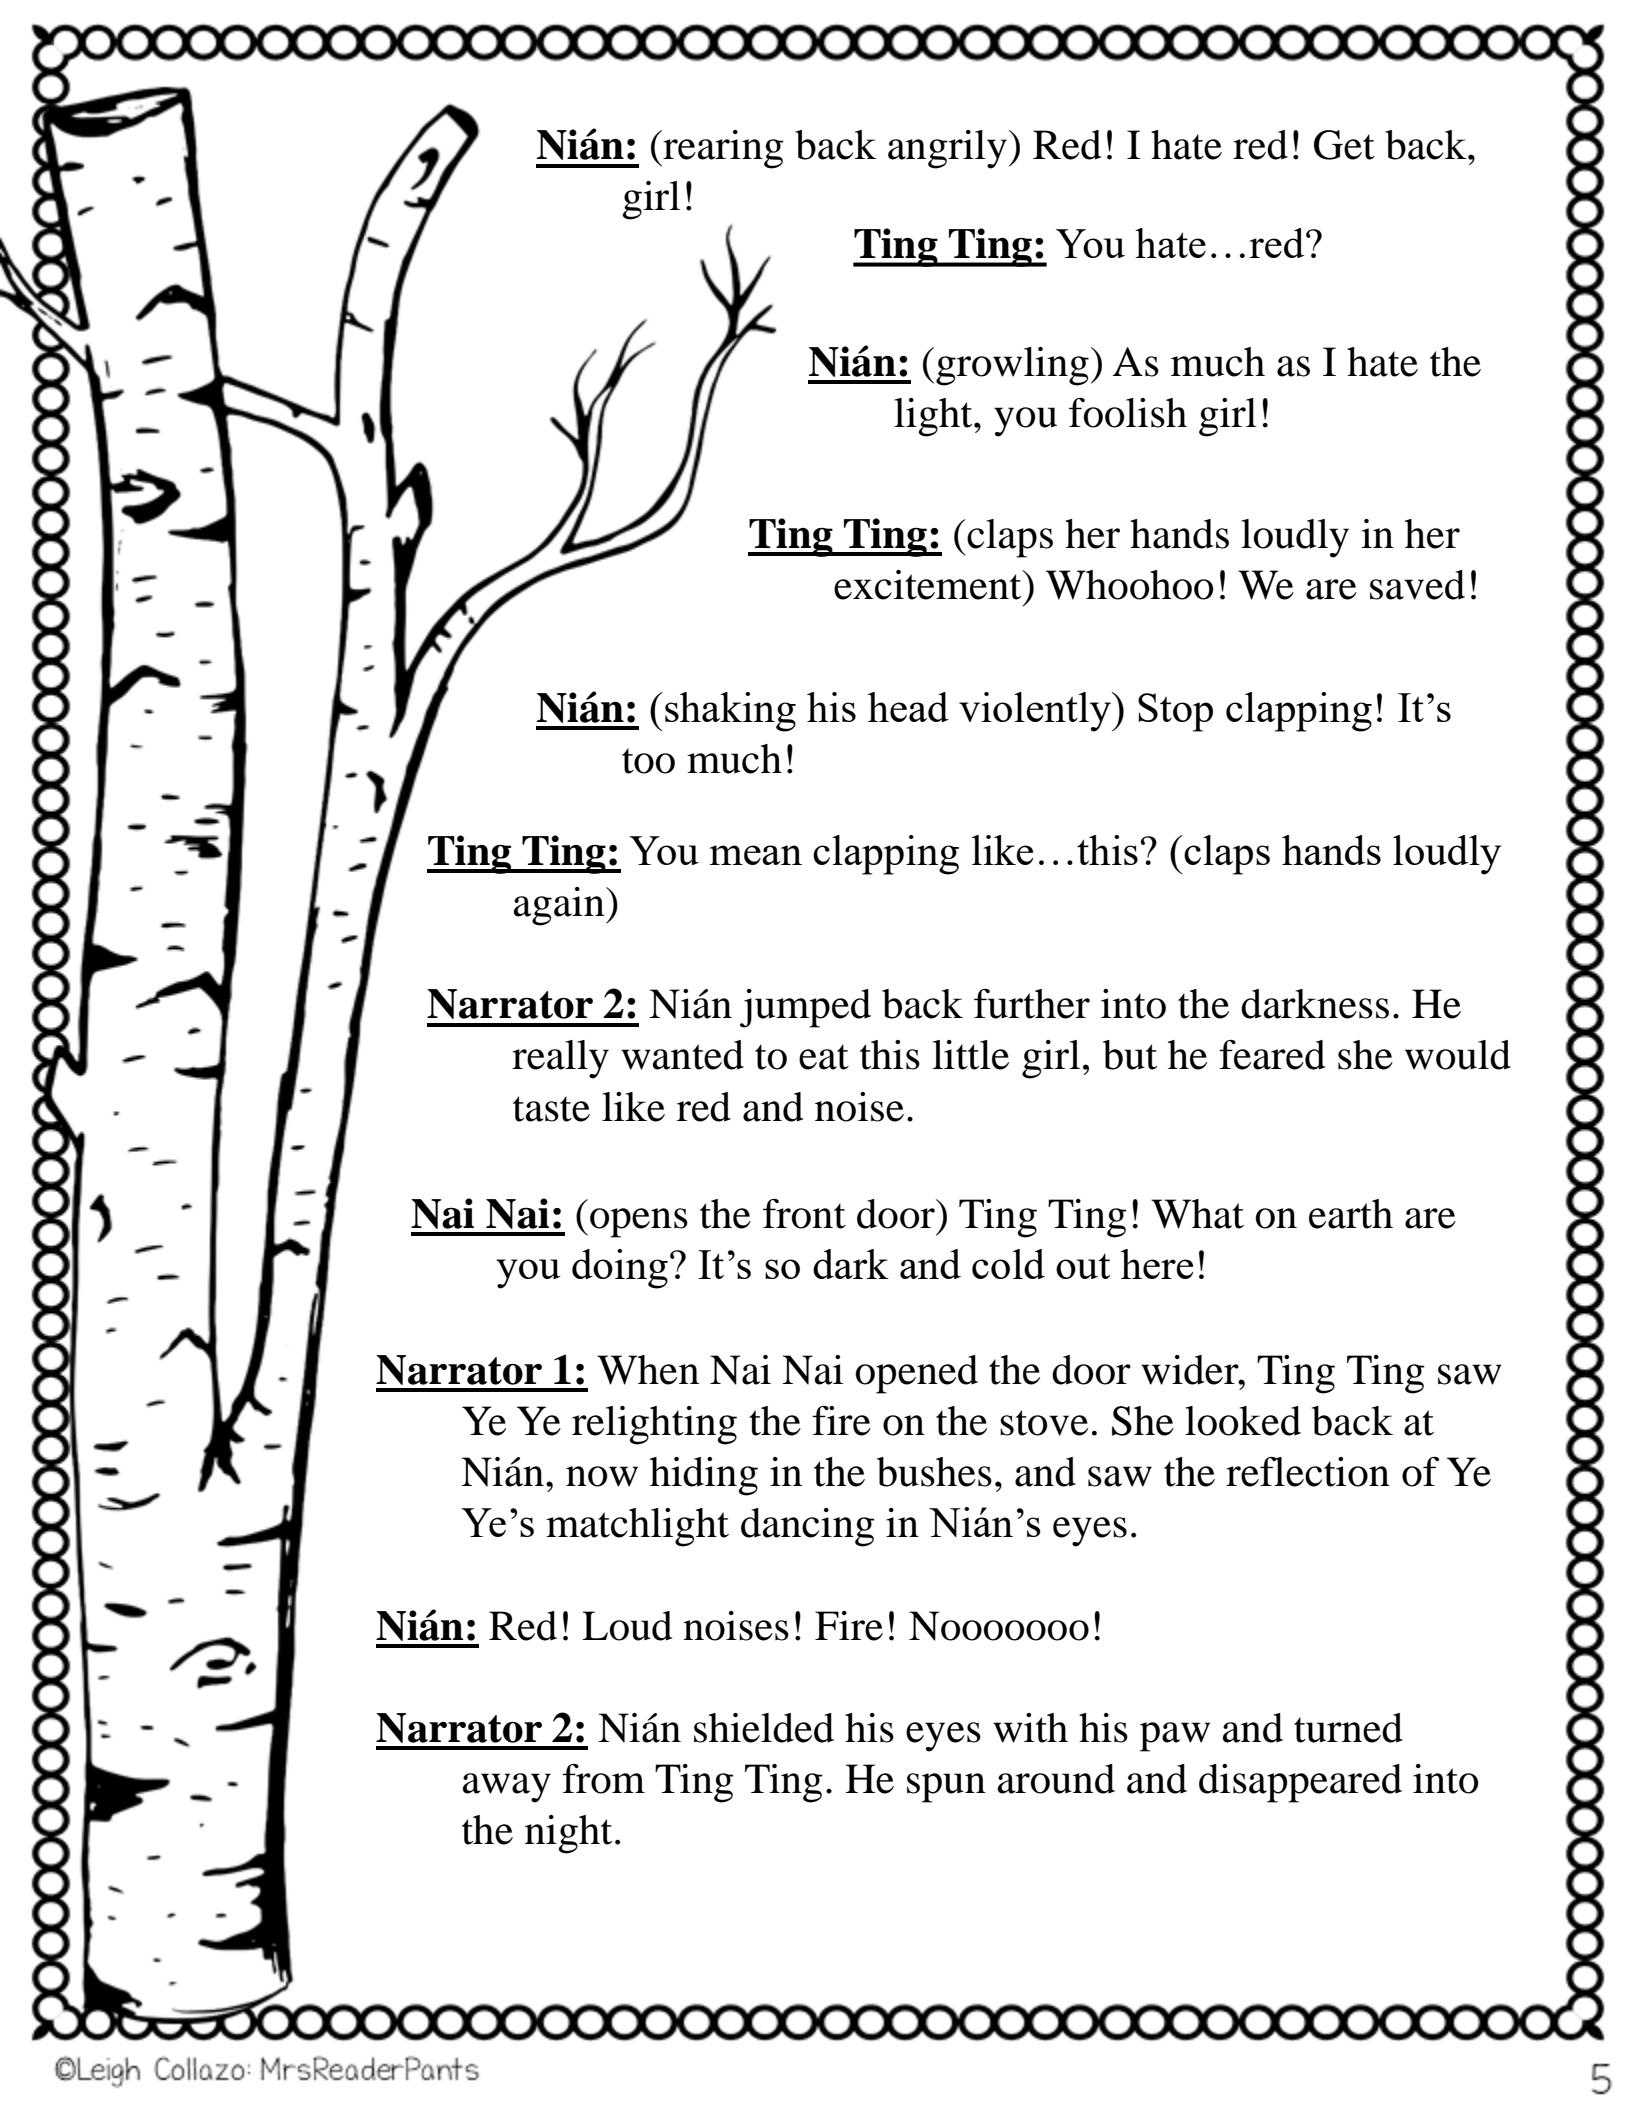 Nián: (rearing back angrily) Red! I hate red! Get back,
girl!
Ting Ting: You hate…red?
Nián: (growling) As much as I hate the
light, you foolish girl!
Ting Ting: (claps her hands loudly in her
excitement) Whoohoo! We are saved!
Nián: (shaking his head violently) Stop clapping! It’s
too much!
Ting Ting: You mean clapping like…this? (claps hands loudly
again)
Narrator 2: Nián jumped back further into the darkness. He
really wanted to eat this little girl, but he feared she would
taste like red and noise.
Nai Nai: (opens the front door) Ting Ting! What on earth are
you doing? It’s so dark and cold out here!
Narrator 1: When Nai Nai opened the door wider, Ting Ting saw
Ye Ye relighting the fire on the stove. She looked back at
Nián, now hiding in the bushes, and saw the reflection of Ye
Ye’s matchlight dancing in Nián’s eyes.
Nián: Red! Loud noises! Fire! Nooooooo!
Narrator 2: Nián shielded his eyes with his paw and turned
away from Ting Ting. He spun around and disappeared into
the night.
©Leigh Collazo: MrsReaderPants
5